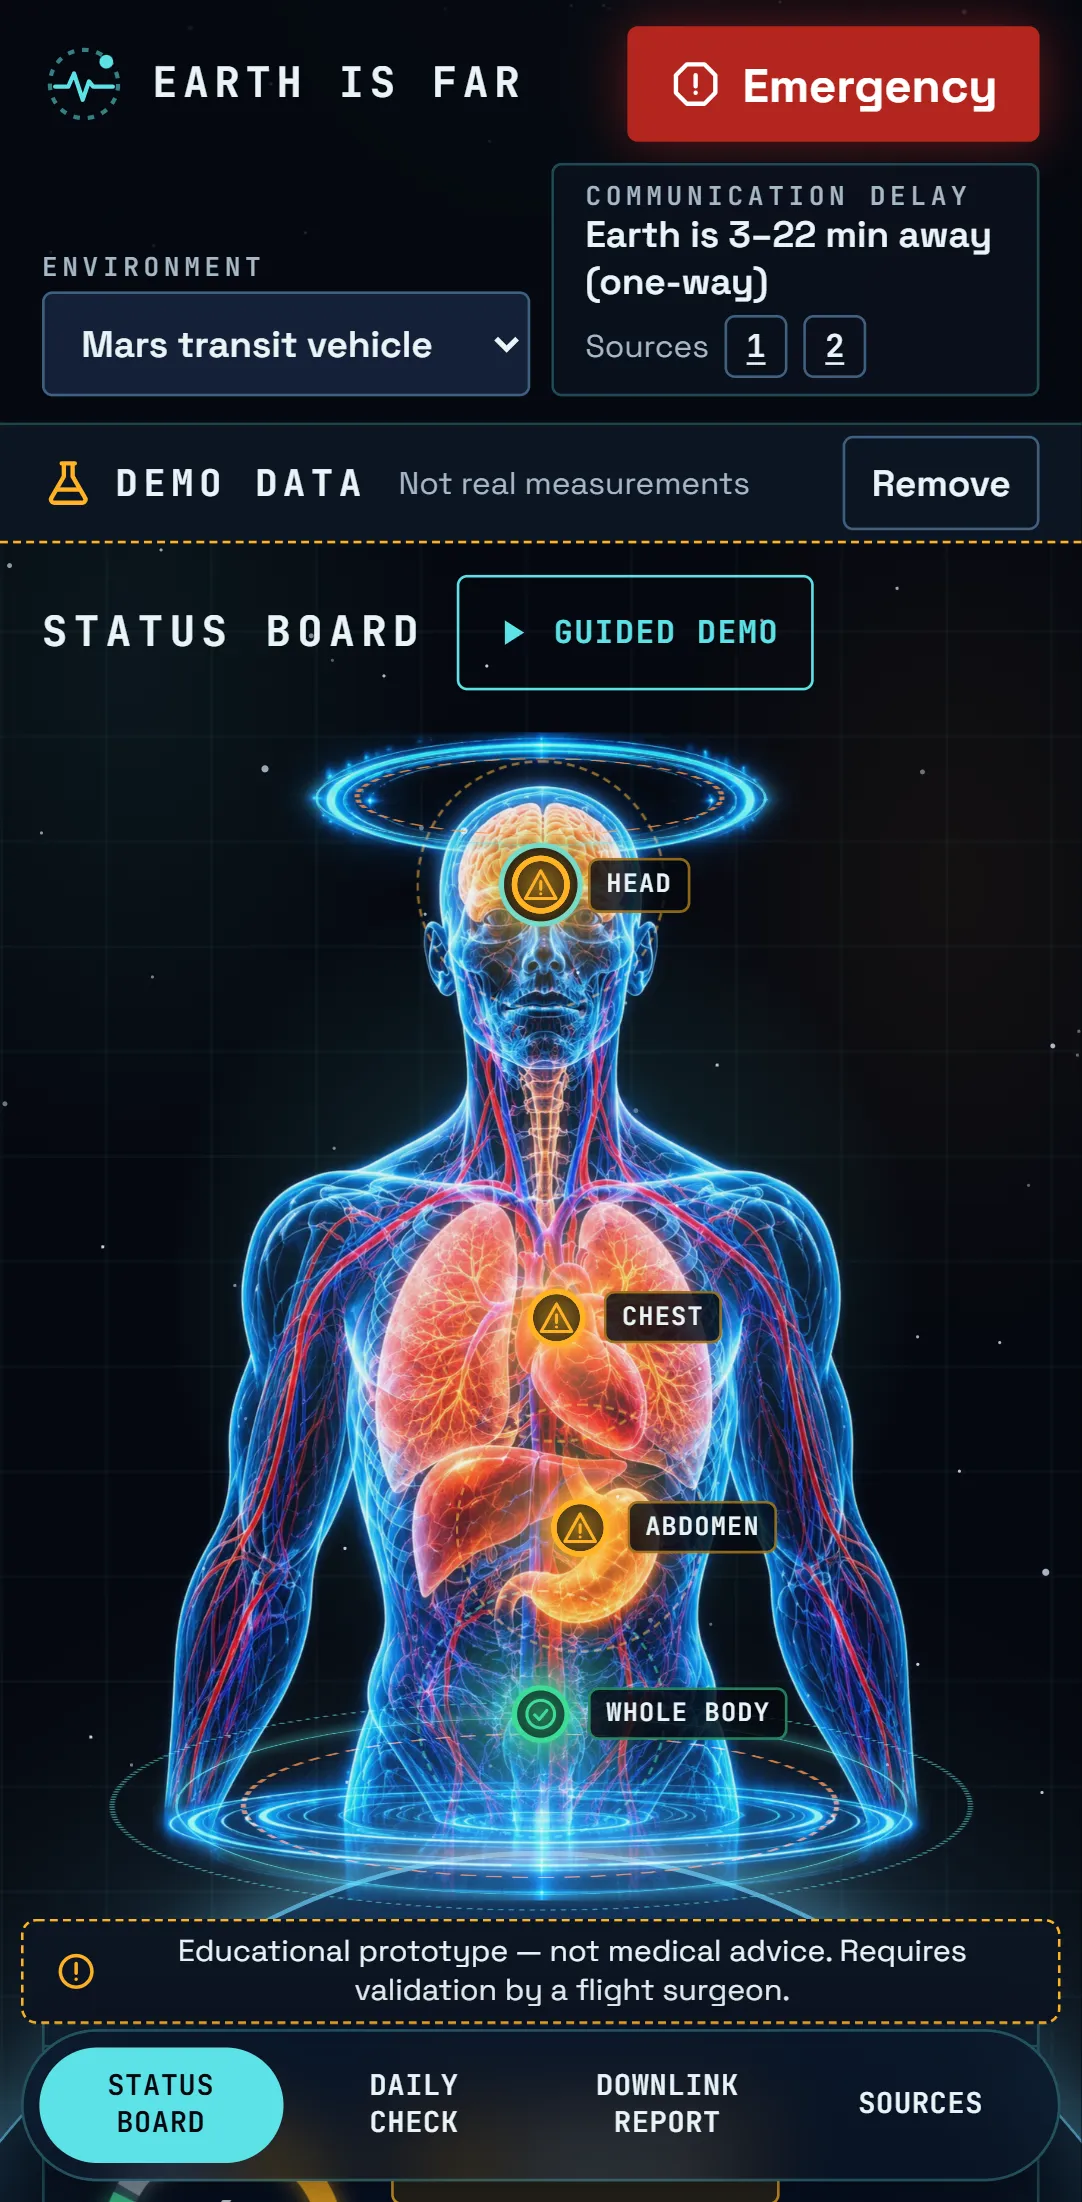 EARTH IS FAR
Emergency
ENVIRONMENT
Mars transit vehicle
COMMUNICATION DELAY
Earth is 3–22 min away
(one-way)
Sources 1 2
DEMO DATA Not real measurements Remove
STATUS BOARD
GUIDED DEMO
HEAD
CHEST
ABDOMEN
WHOLE BODY
Educational prototype — not medical advice. Requires
validation by a flight surgeon.
STATUS
BOARD
DAILY
CHECK
DOWNLINK
REPORT
SOURCES